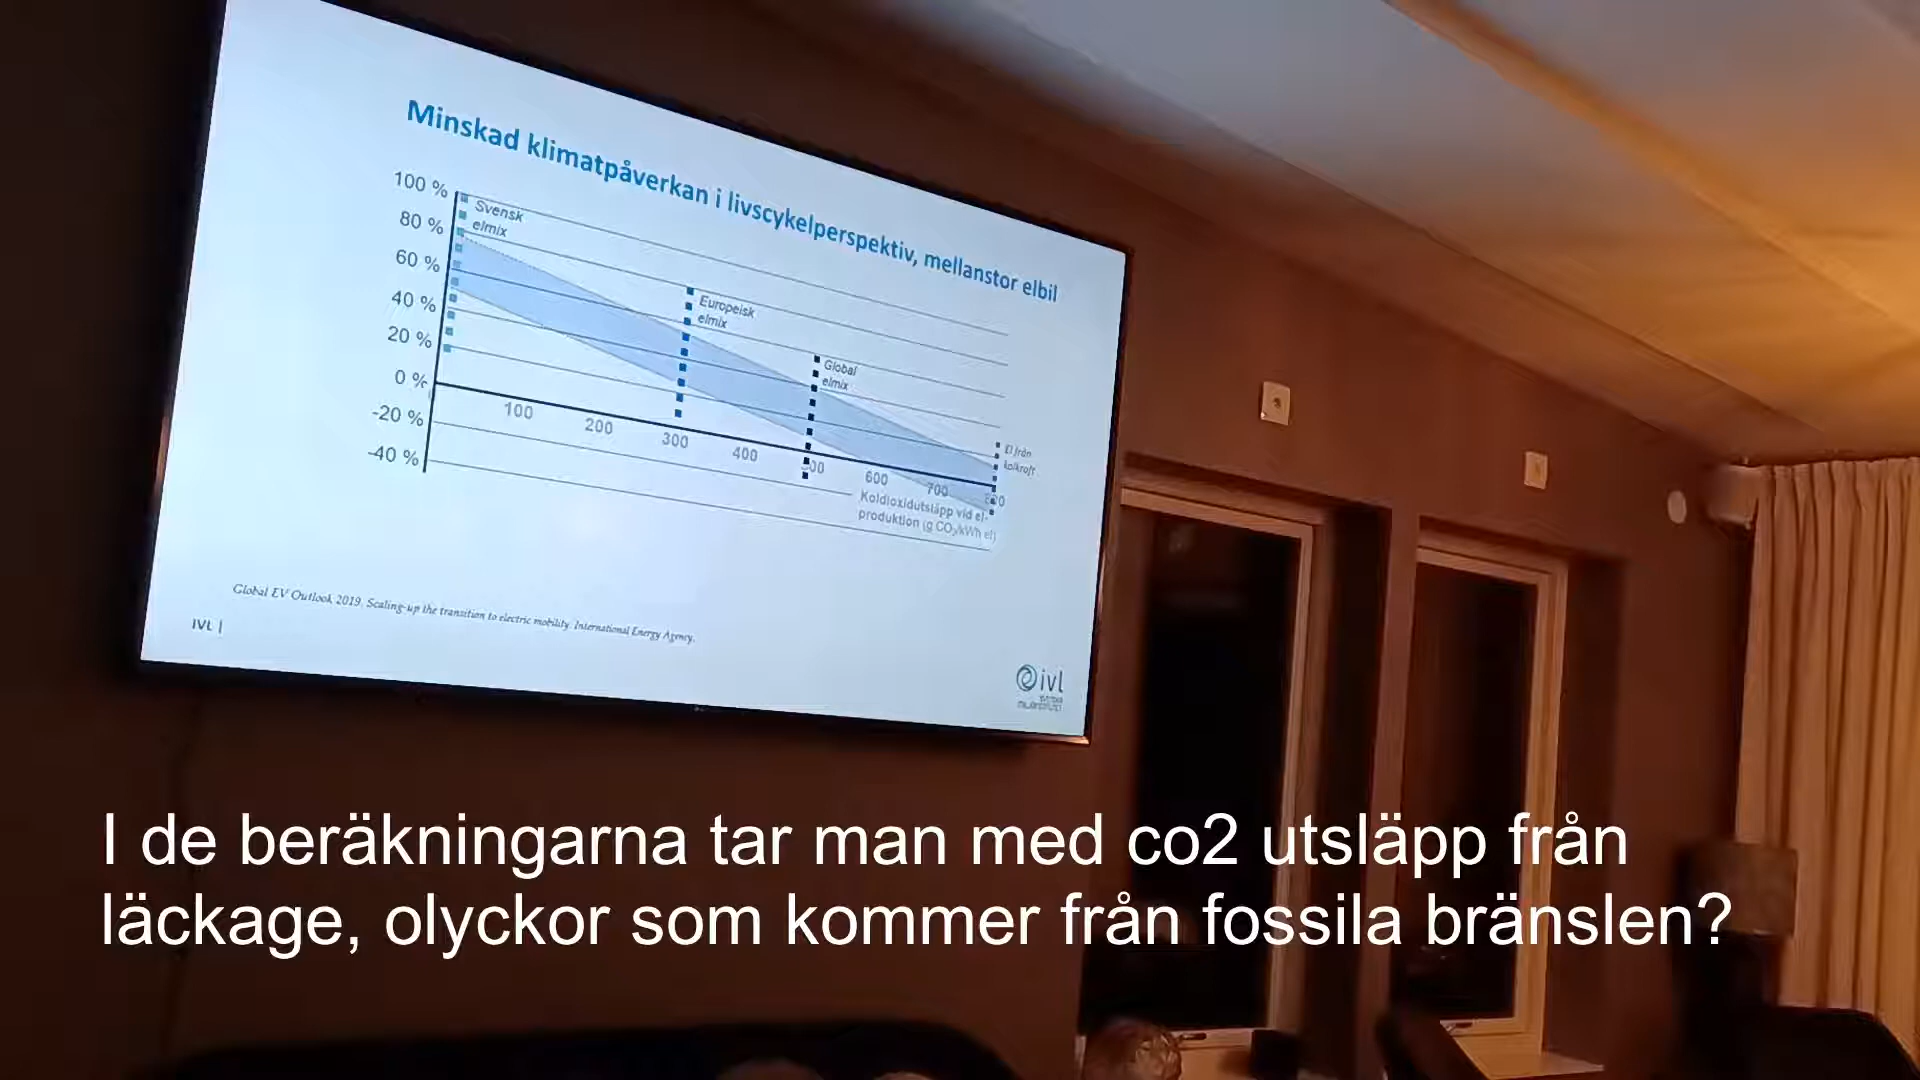 Minskad klimatpåverkan i livscykelperspektiv, mellanstor elbil
100 %
80 %
60 %
40 %
20 %
0 %
-20 %
-40 %
Svensk
elmix
Europeisk
elmix
Global
elmix
El från
kolkraft
100
200
300
400
600
700
Koldioxidutsläpp vid el-
produktion (g CO₂/kWh el)
Global EV Outlook 2019. Scaling-up the transition to electric mobility. International Energy Agency.
IVL |
ivl
I de beräkningarna tar man med co2 utsläpp från
läckage, olyckor som kommer från fossila bränslen?